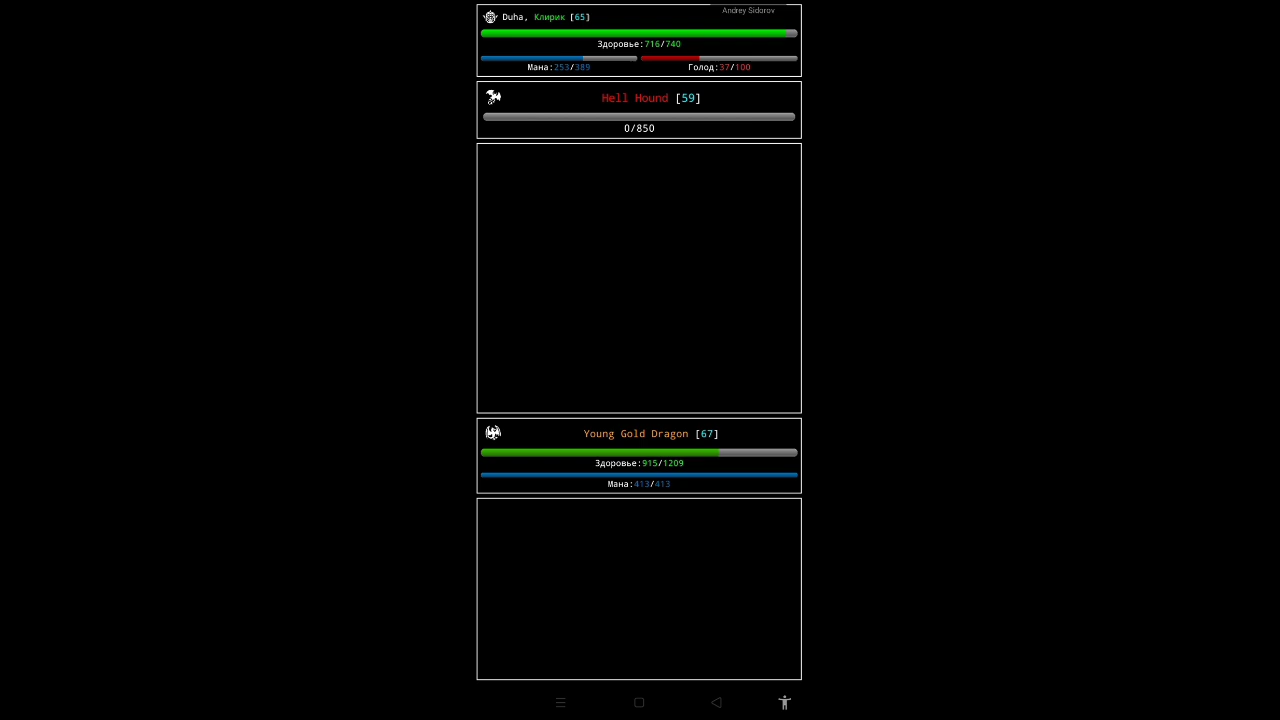 Andrey Sidorov
Duha, Клирик [65]
Здоровье:716/740
Мана:253/389 Голод:37/100
Hell Hound [59]
0/850
Young Gold Dragon [67]
Здоровье:915/1209
Мана:413/413